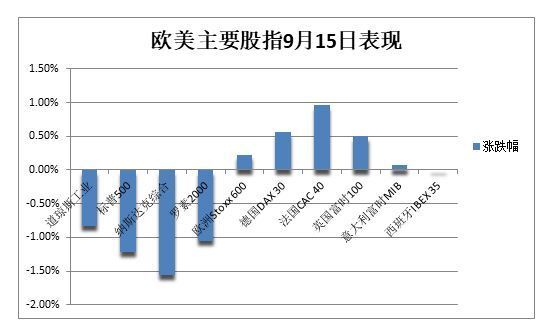 欧美主要股指9月15日表现
1.50%
1.00%
0.50%
0.00%
-0.50%
-1.00%
-1.50%
-2.00%
道琼斯工业
标普500
纳斯达克综合
罗素2000
欧洲Stoxx600
德国DAX 30
法国CAC 40
英国富时100
意大利富时MIB
西班牙IBEX 35
涨跌幅